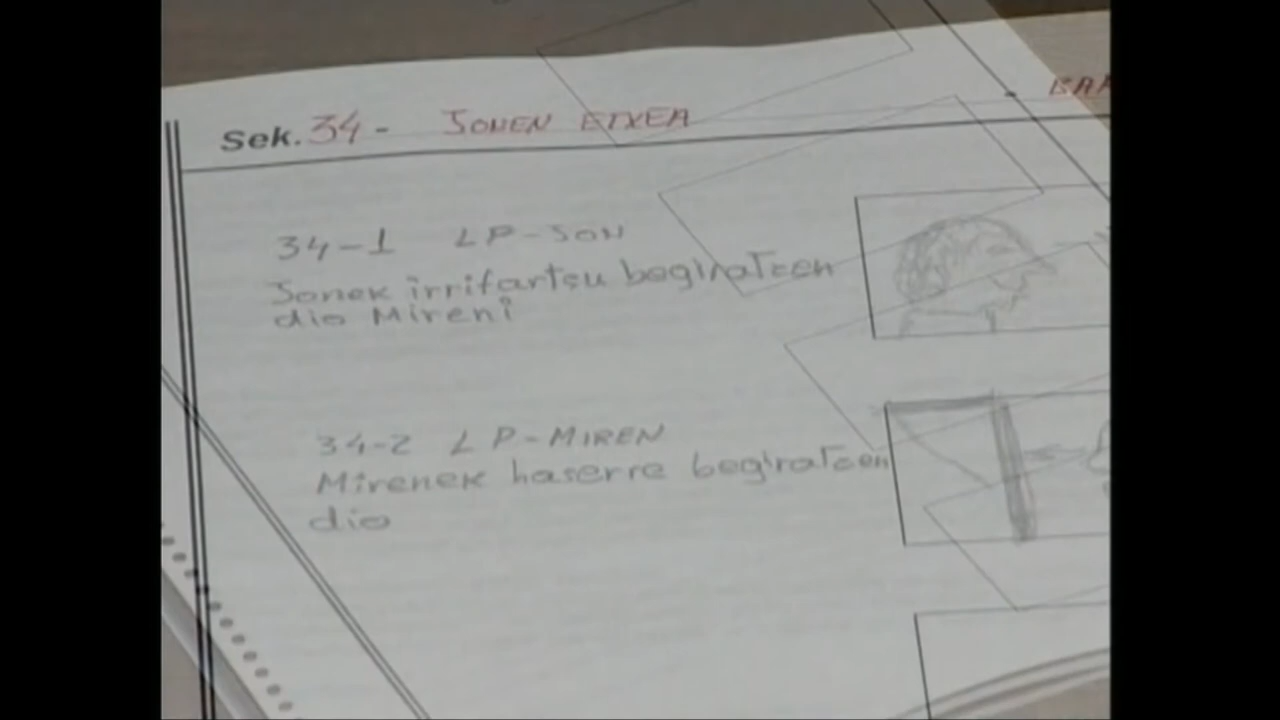 Sek. 34 - JONEN ETXEA
34-1 LP-JON
Jonek irrifartsu begiratzen
dio Mireni
34-2 LP-MIREN
Mirenek haserre begiratzen
dio